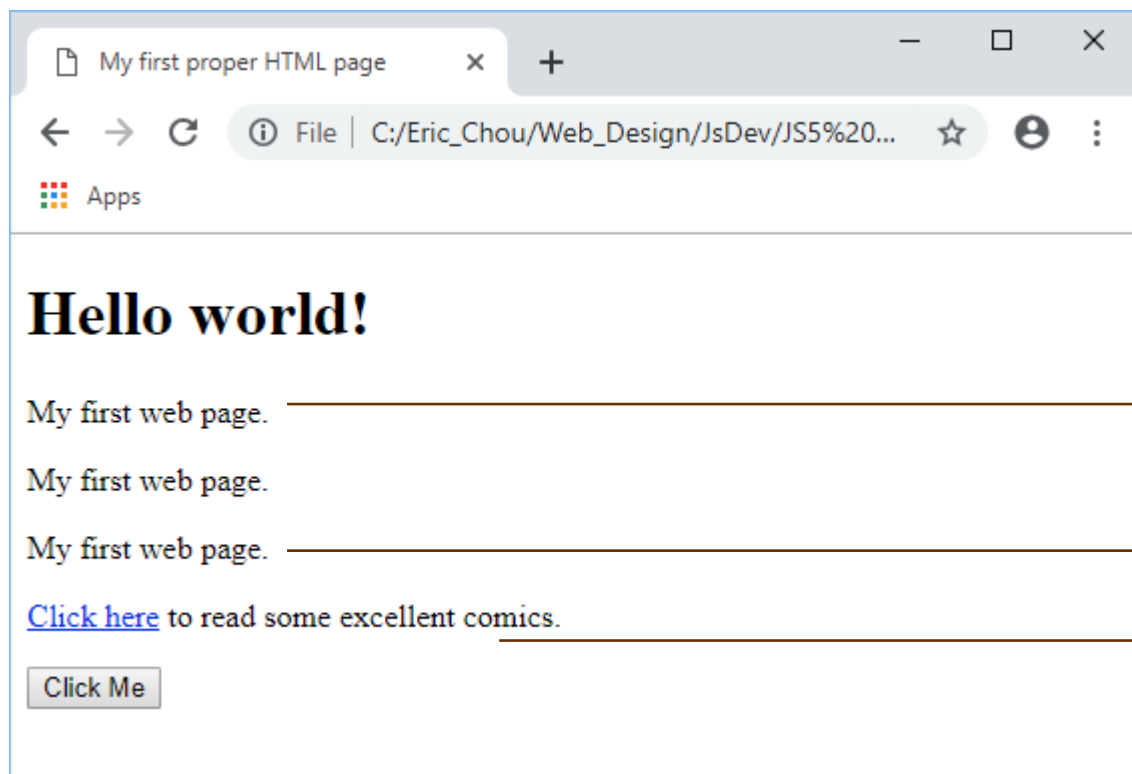 My first proper HTML page
File | C:/Eric_Chou/Web_Design/JsDev/JS5%20...
Apps
Hello world!
My first web page.
My first web page.
My first web page.
Click here to read some excellent comics.
Click Me